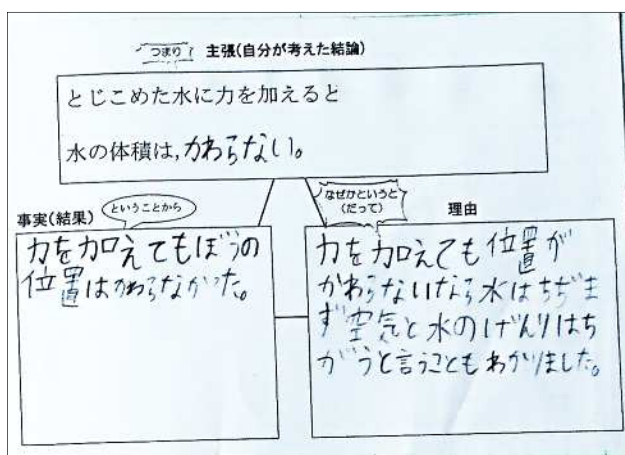 つまり 主張(自分が考えた結論)
とじこめた水に力を加えると
水の体積は,かわらない。
事実(結果) ということから
力を加えてもぼうの
位置はかわらなかった。
なぜかというと
(だって)
理由
力を加えても位置が
かわらないなら水はちぢま
ず空気と水のげんりはち
がうと言うこともわかりました。